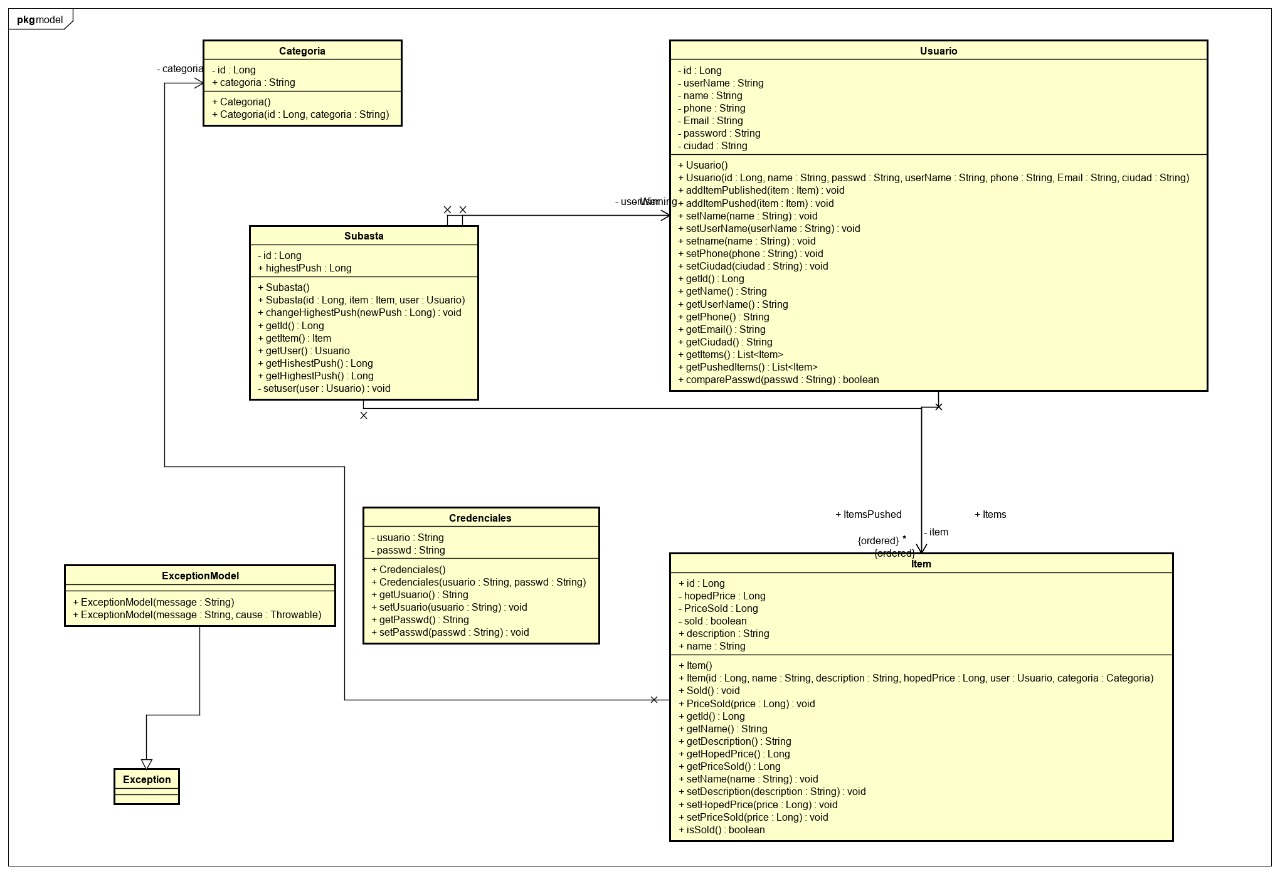 pkg model
Categoria
- id : Long
+ categoria : String
+ Categoria()
+ Categoria(id : Long, categoria : String)
- categoria
Usuario
- id : Long
- userName : String
- name : String
- phone : String
- Email : String
- password : String
- ciudad : String
+ Usuario()
+ Usuario(id : Long, name : String, passwd : String, userName : String, phone : String, Email : String, ciudad : String)
+ addItemPublished(item : Item) : void
+ addItemPushed(item : Item) : void
+ setName(name : String) : void
+ setUserName(userName : String) : void
+ setname(name : String) : void
+ setPhone(phone : String) : void
+ setCiudad(ciudad : String) : void
+ getId() : Long
+ getName() : String
+ getUserName() : String
+ getPhone() : String
+ getEmail() : String
+ getCiudad() : String
+ getItems() : List<Item>
+ getPushedItems() : List<Item>
+ comparePasswd(passwd : String) : boolean
Subasta
- id : Long
+ highestPush : Long
+ Subasta()
+ Subasta(id : Long, item : Item, user : Usuario)
+ changeHighestPush(newPush : Long) : void
+ getId() : Long
+ getItem() : Item
+ getUser() : Usuario
+ getHishestPush() : Long
+ getHighestPush() : Long
- setuser(user : Usuario) : void
+ ItemsPushed
+ Items
- item
{ordered} *
{ordered}
Credenciales
- usuario : String
- passwd : String
+ Credenciales()
+ Credenciales(usuario : String, passwd : String)
+ getUsuario() : String
+ setUsuario(usuario : String) : void
+ getPasswd() : String
+ setPasswd(passwd : String) : void
ExceptionModel
+ ExceptionModel(message : String)
+ ExceptionModel(message : String, cause : Throwable)
Exception
Item
+ id : Long
- hopedPrice : Long
- PriceSold : Long
- sold : boolean
+ description : String
+ name : String
+ Item()
+ Item(id : Long, name : String, description : String, hopedPrice : Long, user : Usuario, categoria : Categoria)
+ Sold() : void
+ PriceSold(price : Long) : void
+ getId() : Long
+ getName() : String
+ getDescription() : String
+ getHopedPrice() : Long
+ getPriceSold() : Long
+ setName(name : String) : void
+ setDescription(description : String) : void
+ setHopedPrice(price : Long) : void
+ setPriceSold(price : Long) : void
+ isSold() : boolean